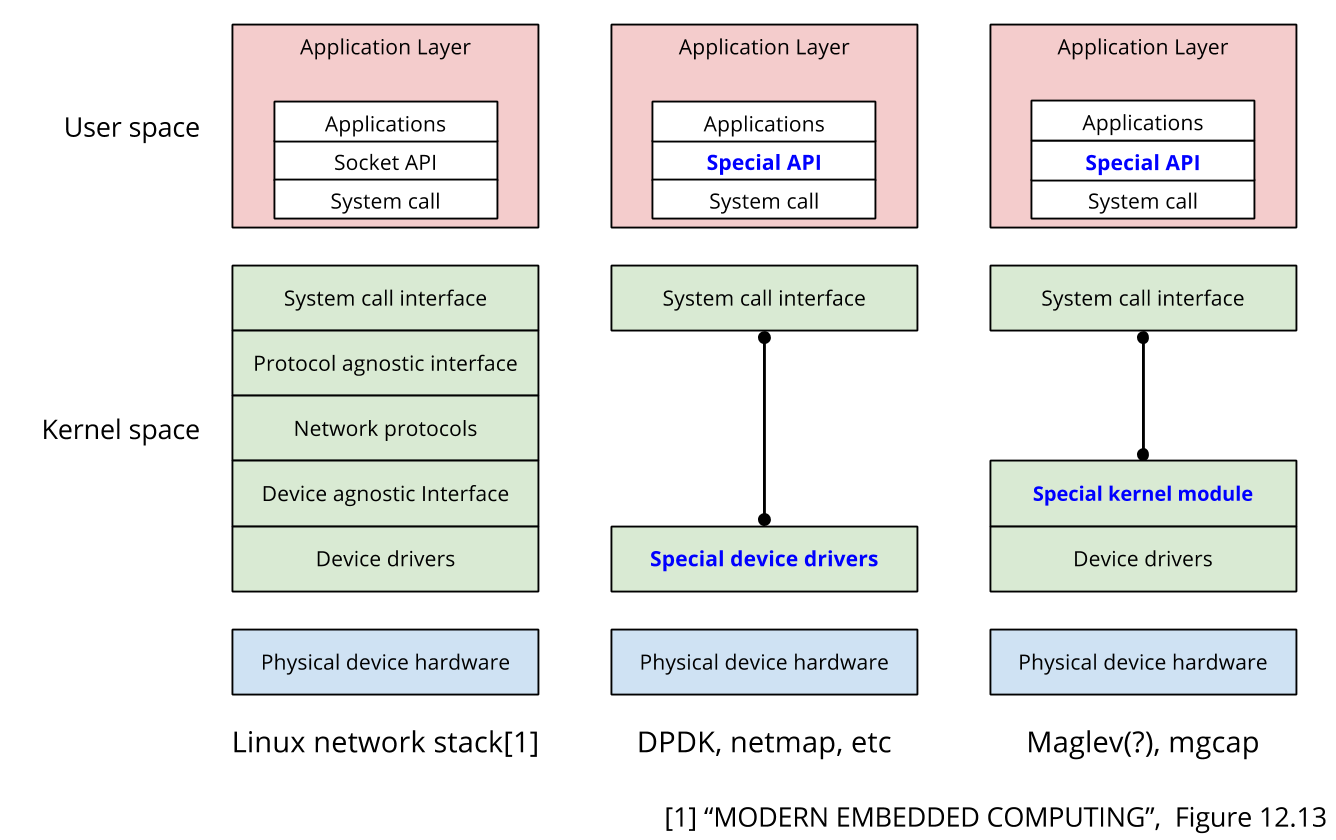 Application Layer
Application Layer
Application Layer
User space
Applications
Socket API
System call
Applications
Special API
System call
Applications
Special API
System call
Kernel space
System call interface
Protocol agnostic interface
Network protocols
Device agnostic Interface
Device drivers
System call interface
Special device drivers
System call interface
Special kernel module
Device drivers
Physical device hardware
Physical device hardware
Physical device hardware
Linux network stack[1]
DPDK, netmap, etc
Maglev(?), mgcap
[1] “MODERN EMBEDDED COMPUTING”, Figure 12.13